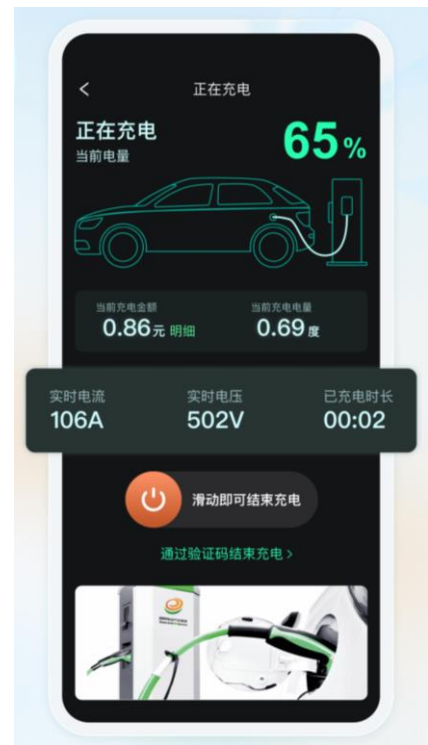 正在充电
正在充电
65%
当前电量
当前充电金额 当前充电电量
0.86元 明细 0.69度
实时电流 实时电压 已充电时长
106A 502V 00:02
滑动即可结束充电
通过验证码结束充电>